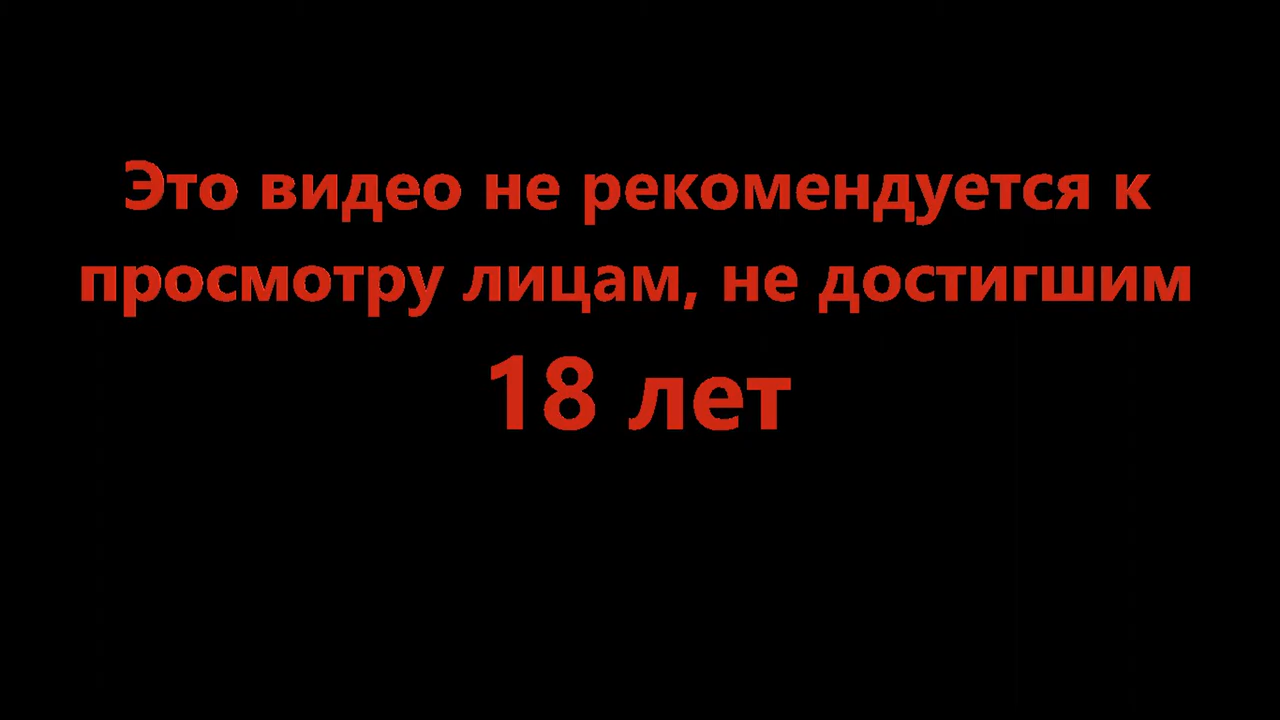 Это видео не рекомендуется к
просмотру лицам, не достигшим
18 лет